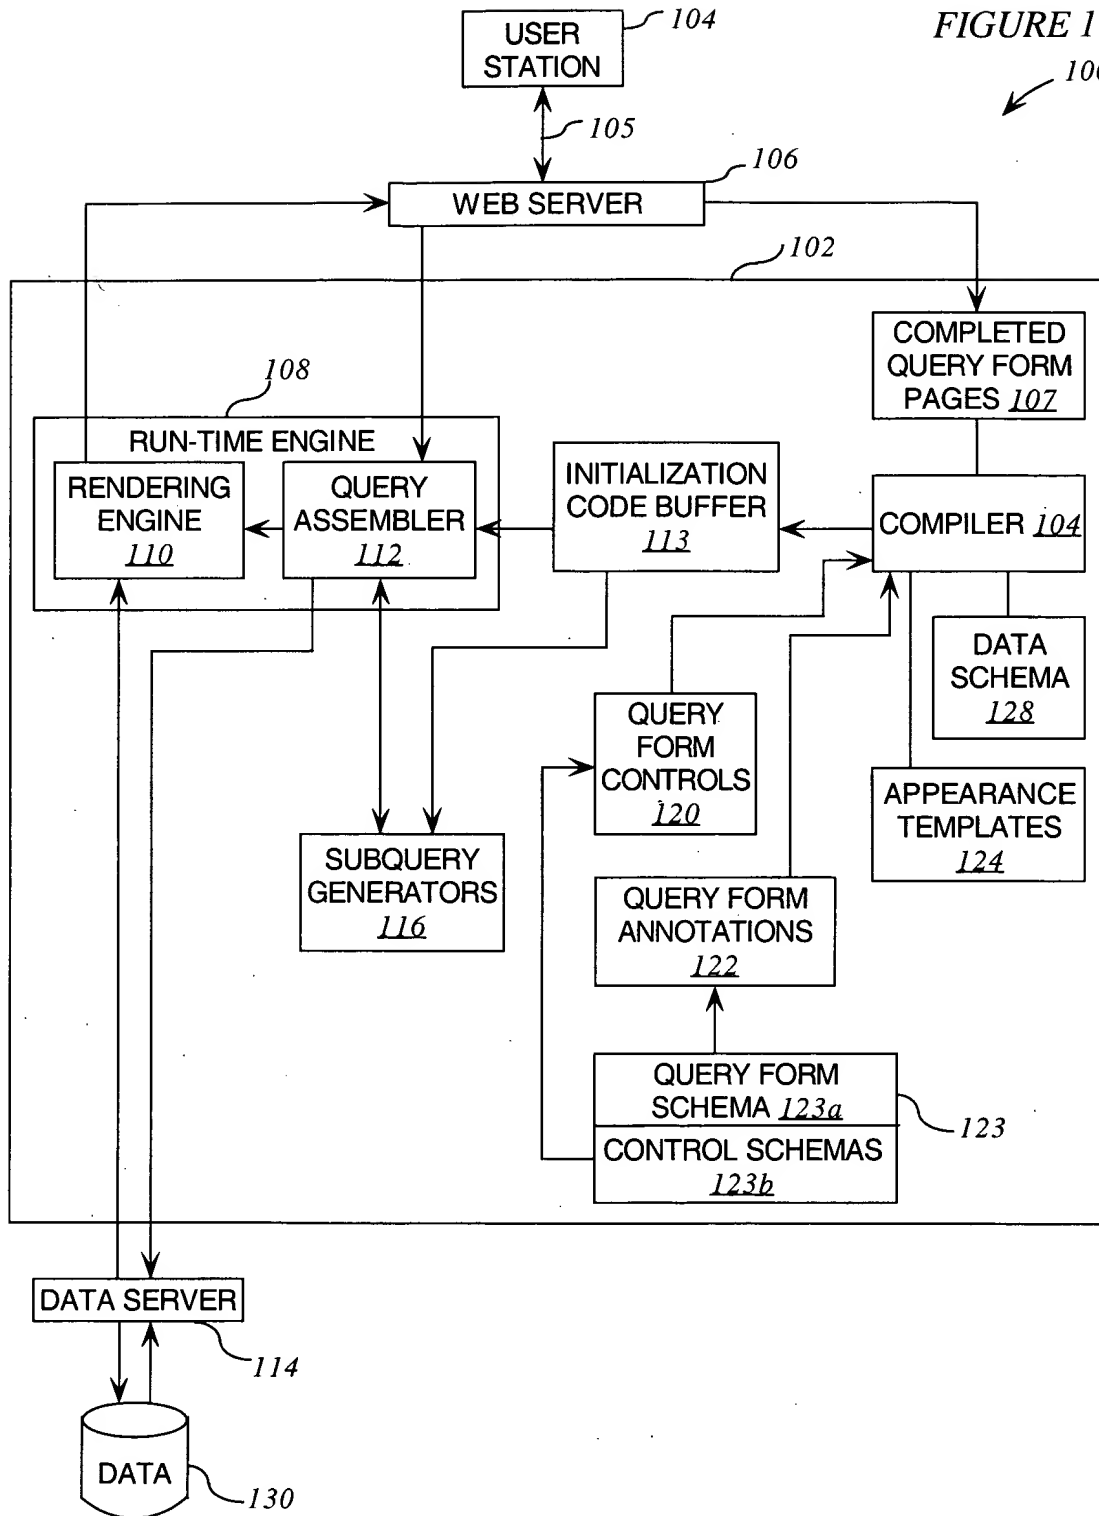 FIGURE 1
100
USER
STATION
104
105
106
WEB SERVER
102
COMPLETED
QUERY FORM
PAGES 107
108
RUN-TIME ENGINE
RENDERING
ENGINE
110
QUERY
ASSEMBLER
112
INITIALIZATION
CODE BUFFER
113
COMPILER 104
DATA
SCHEMA
128
QUERY
FORM
CONTROLS
120
APPEARANCE
TEMPLATES
124
SUBQUERY
GENERATORS
116
QUERY FORM
ANNOTATIONS
122
QUERY FORM
SCHEMA 123a
123
CONTROL SCHEMAS
123b
DATA SERVER
114
DATA
130